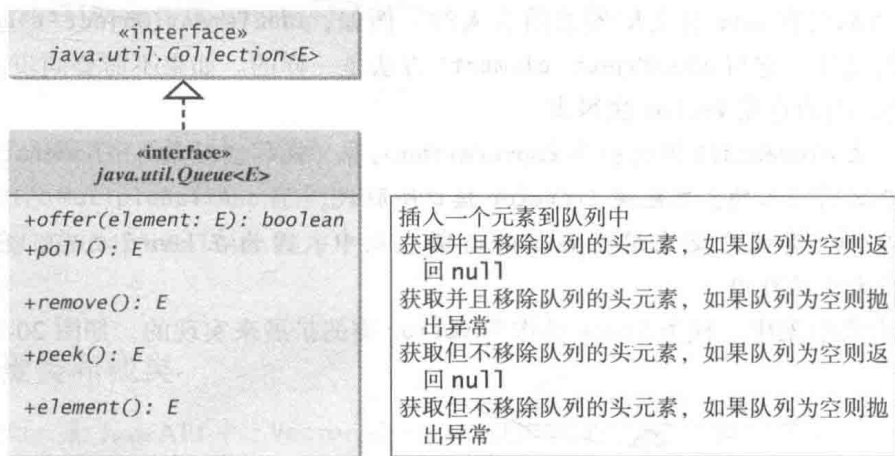 «interface»
java.util.Collection<E>
«interface»
java.util.Queue<E>
+offer(element: E): boolean
插入一个元素到队列中
+poll(): E
获取并且移除队列的头元素，如果队列为空则返
回 null
+remove(): E
获取并且移除队列的头元素，如果队列为空则抛
出异常
+peek(): E
获取但不移除队列的头元素，如果队列为空则返
回 null
+element(): E
获取但不移除队列的头元素，如果队列为空则抛
出异常